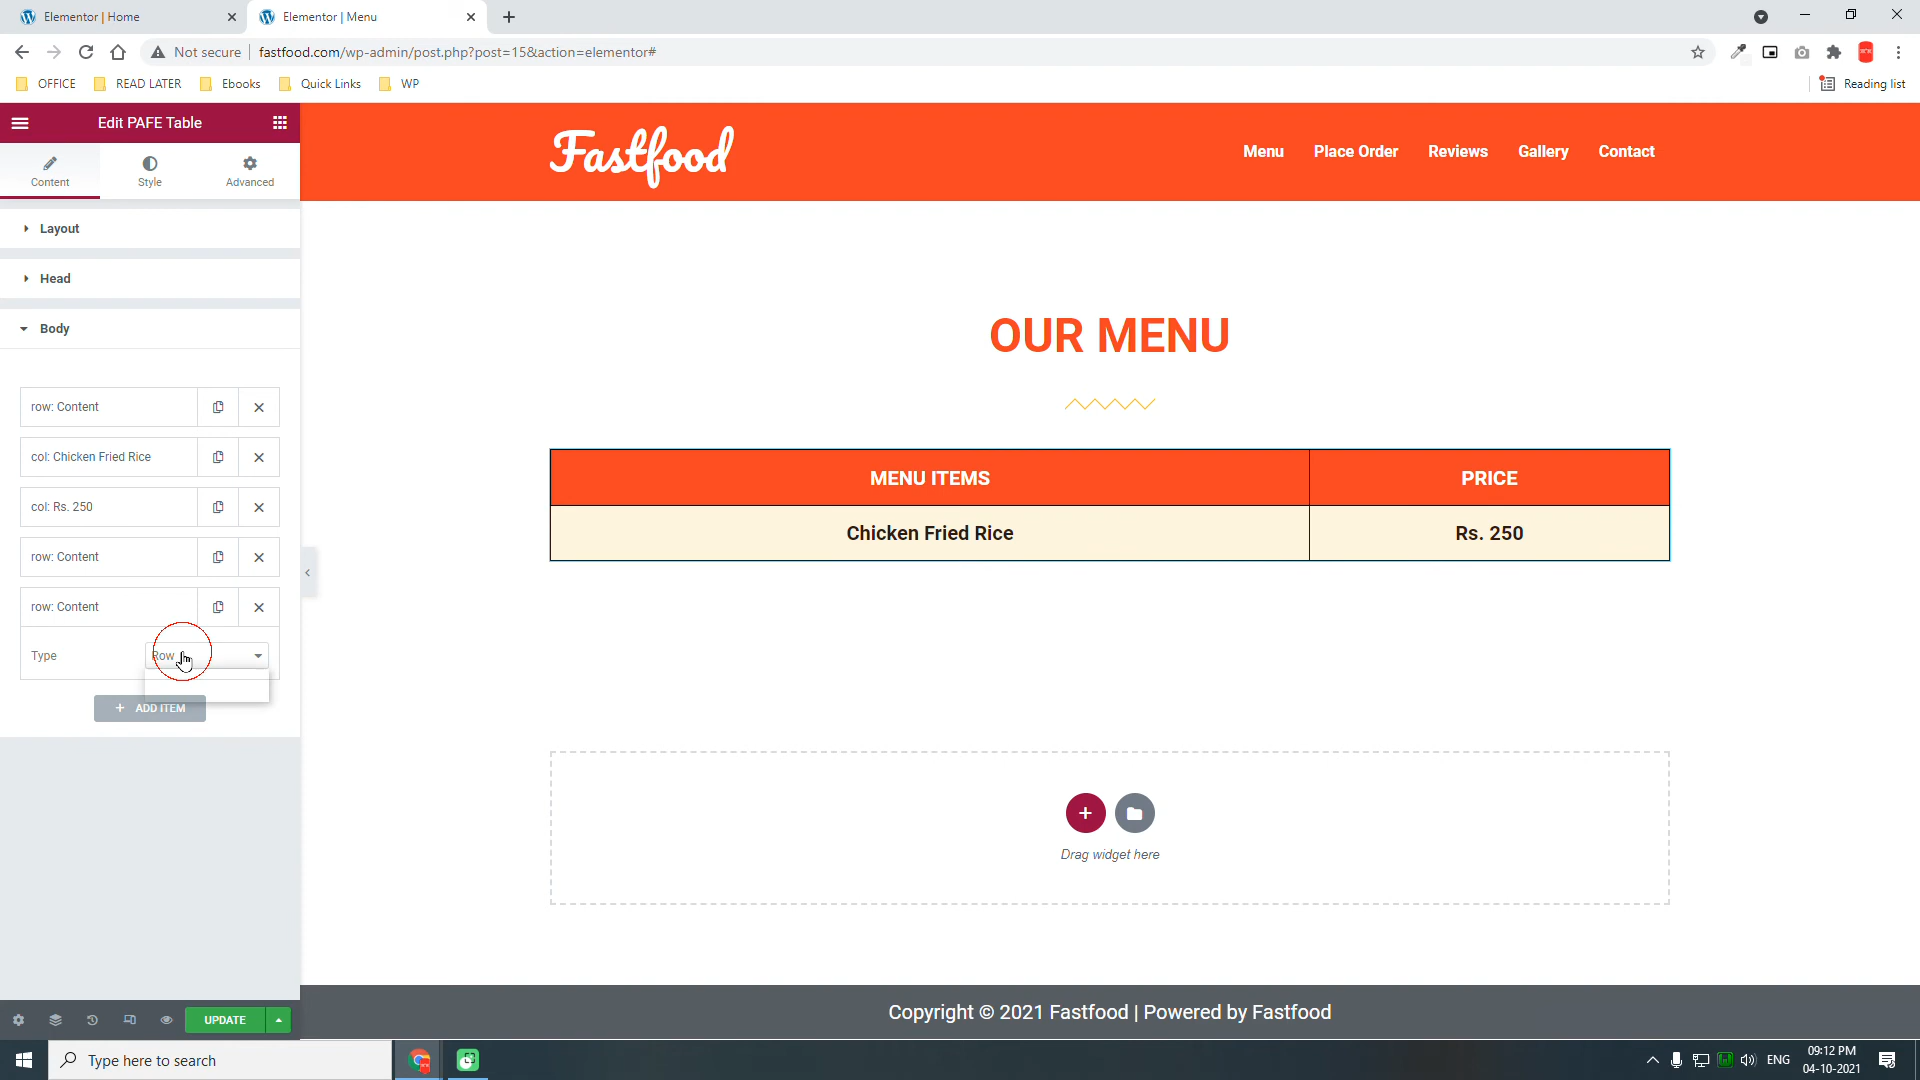 Elementor | Home
Elementor | Menu
Not secure
fastfood.com/wp-admin/post.php?post=15&action=elementor#
OFFICE
READ LATER
Ebooks
Quick Links
WP
Reading list
Edit PAFE Table
Content
Style
Advanced
Layout
Head
Body
row: Content
col: Chicken Fried Rice
col: Rs. 250
row: Content
row: Content
Type
Row
+ ADD ITEM
UPDATE
Fastfood
Menu
Place Order
Reviews
Gallery
Contact
OUR MENU
MENU ITEMS
PRICE
Chicken Fried Rice
Rs. 250
Drag widget here
Copyright © 2021 Fastfood | Powered by Fastfood
Type here to search
ENG
09:12 PM
04-10-2021